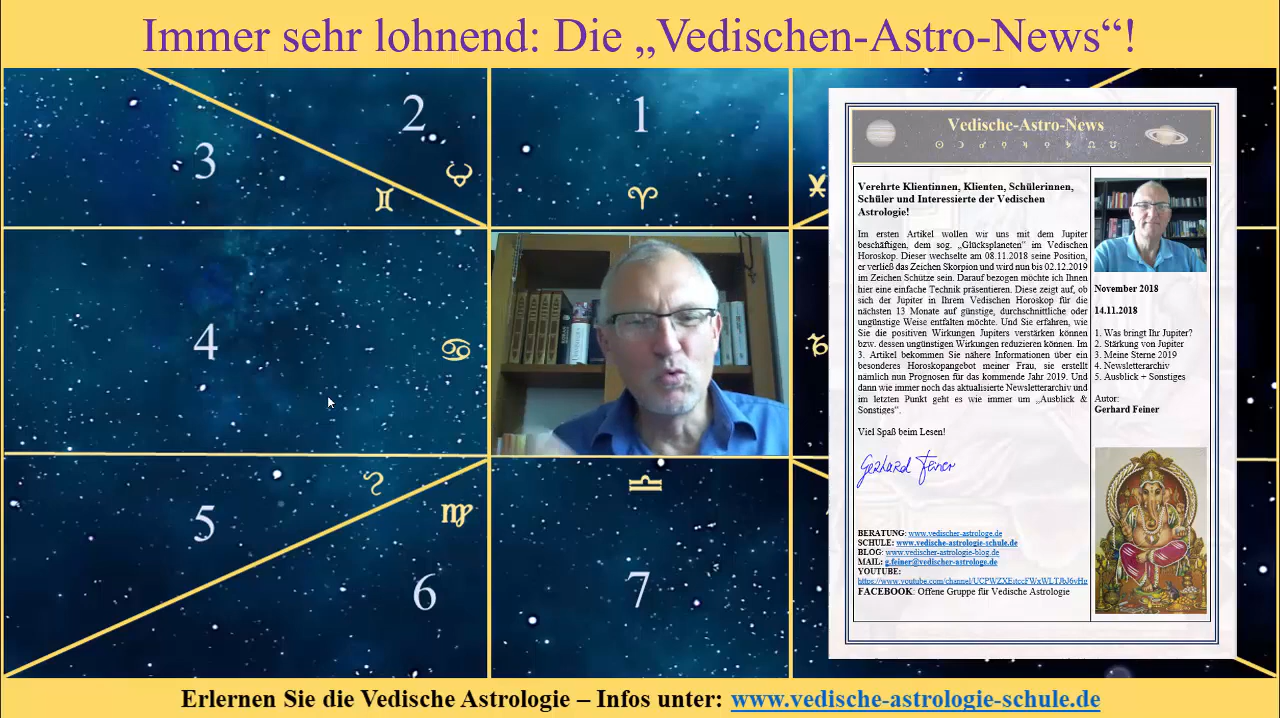 Immer sehr lohnend: Die „Vedischen-Astro-News“!
2
1
3
4
5
6
7
Vedische-Astro-News
Verehrte Klientinnen, Klienten, Schülerinnen,
Schüler und Interessierte der Vedischen
Astrologie!
Im ersten Artikel wollen wir uns mit dem Jupiter
beschäftigen, dem sog. „Glücksplaneten” im Vedischen
Horoskop. Dieser wechselte am 08.11.2018 seine Position,
er verließ das Zeichen Skorpion und wird nun bis 02.12.2019
im Zeichen Schütze sein. Darauf bezogen möchte ich Ihnen
hier eine einfache Technik präsentieren. Diese zeigt auf, ob
sich der Jupiter in Ihrem Vedischen Horoskop für die
nächsten 13 Monate auf günstige, durchschnittliche oder
ungünstige Weise entfalten möchte. Und Sie erfahren, wie
Sie die positiven Wirkungen Jupiters verstärken können
bzw. dessen ungünstigen Wirkungen reduzieren können. Im
3. Artikel bekommen Sie nähere Informationen über ein
besonderes Horoskopangebot meiner Frau, sie erstellt
nämlich nun Prognosen für das kommende Jahr 2019. Und
dann wie immer noch das aktualisierte Newsletterarchiv und
im letzten Punkt geht es wie immer um „Ausblick &
Sonstiges”.
Viel Spaß beim Lesen!
Gerhard Feiner
BERATUNG: www.vedischer-astrologe.de
SCHULE: www.vedische-astrologie-schule.de
BLOG: www.vedischer-astrologie-blog.de
MAIL: g.feiner@vedischer-astrologe.de
YOUTUBE:
FACEBOOK: Offene Gruppe für Vedische Astrologie
November 2018
14.11.2018
1. Was bringt Ihr Jupiter?
2. Stärkung von Jupiter
3. Meine Sterne 2019
4. Newsletterarchiv
5. Ausblick + Sonstiges
Autor:
Gerhard Feiner
Erlernen Sie die Vedische Astrologie – Infos unter: www.vedische-astrologie-schule.de